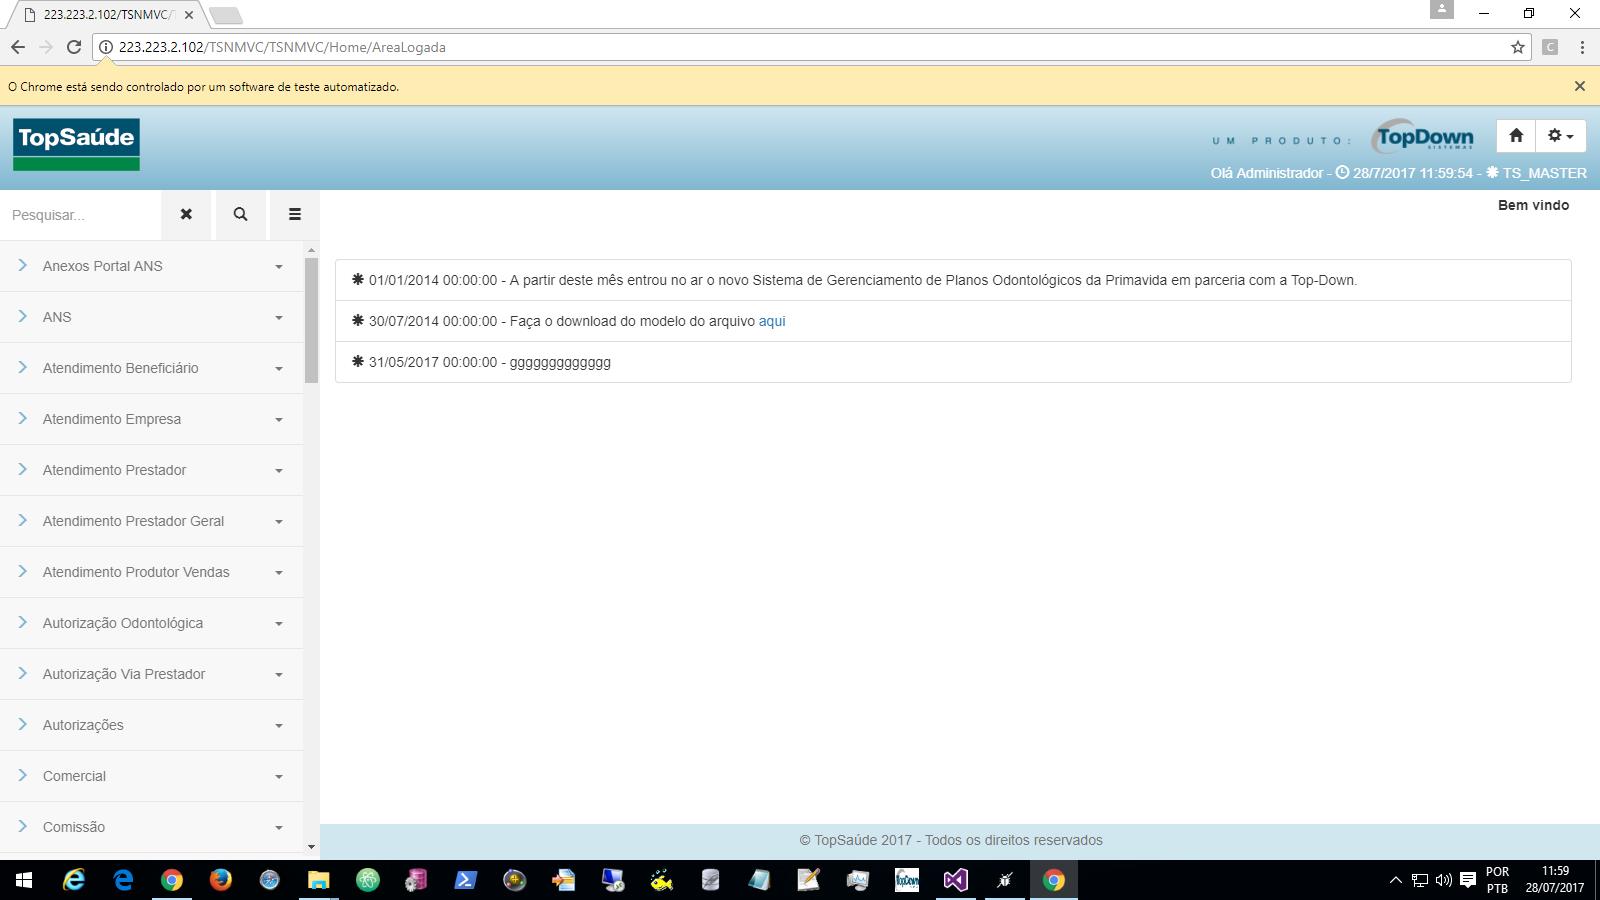 223.223.2.102/TSNMVC/T
223.223.2.102/TSNMVC/TSNMVC/Home/AreaLogada
C
O Chrome está sendo controlado por um software de teste automatizado.
TopSaúde
UM PRODUTO:
TopDown
SISTEMAS
Olá Administrador - 28/7/2017 11:59:54 - TS_MASTER
Pesquisar...
Bem vindo
Anexos Portal ANS
ANS
Atendimento Beneficiário
Atendimento Empresa
Atendimento Prestador
Atendimento Prestador Geral
Atendimento Produtor Vendas
Autorização Odontológica
Autorização Via Prestador
Autorizações
Comercial
Comissão
01/01/2014 00:00:00 - A partir deste mês entrou no ar o novo Sistema de Gerenciamento de Planos Odontológicos da Primavida em parceria com a Top-Down.
30/07/2014 00:00:00 - Faça o download do modelo do arquivo aqui
31/05/2017 00:00:00 - ggggggggggggg
© TopSaúde 2017 - Todos os direitos reservados
TopDown
POR
PTB
11:59
28/07/2017